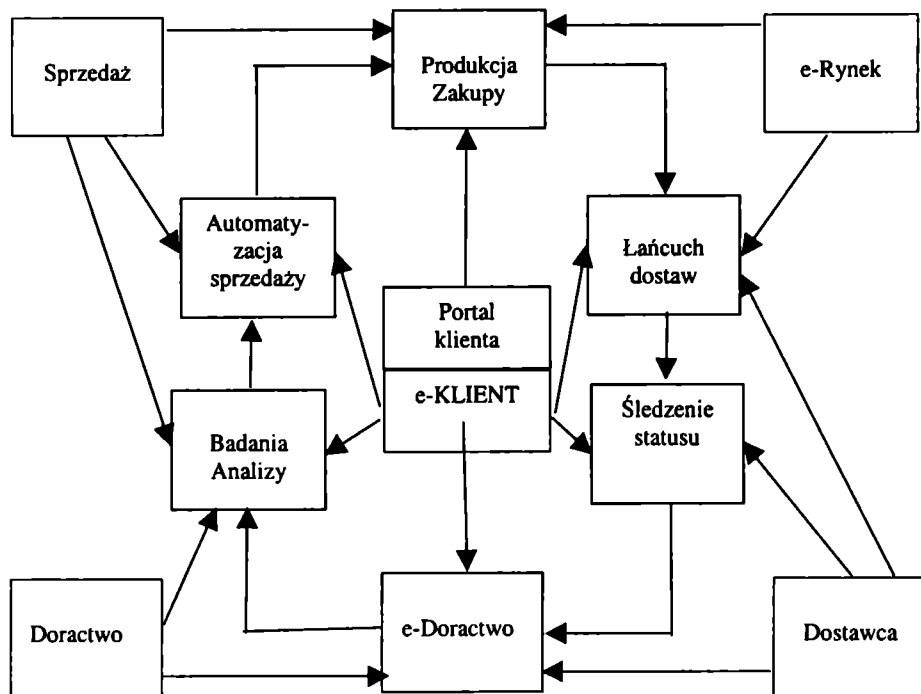 Sprzedaż
Produkcja
Zakupy
e-Rynek
Automaty-
zacja
sprzedaży
Łańcuch
dostaw
Portal
klienta
e-KLIENT
Badania
Analizy
Śledzenie
statusu
Doractwo
e-Doractwo
Dostawca